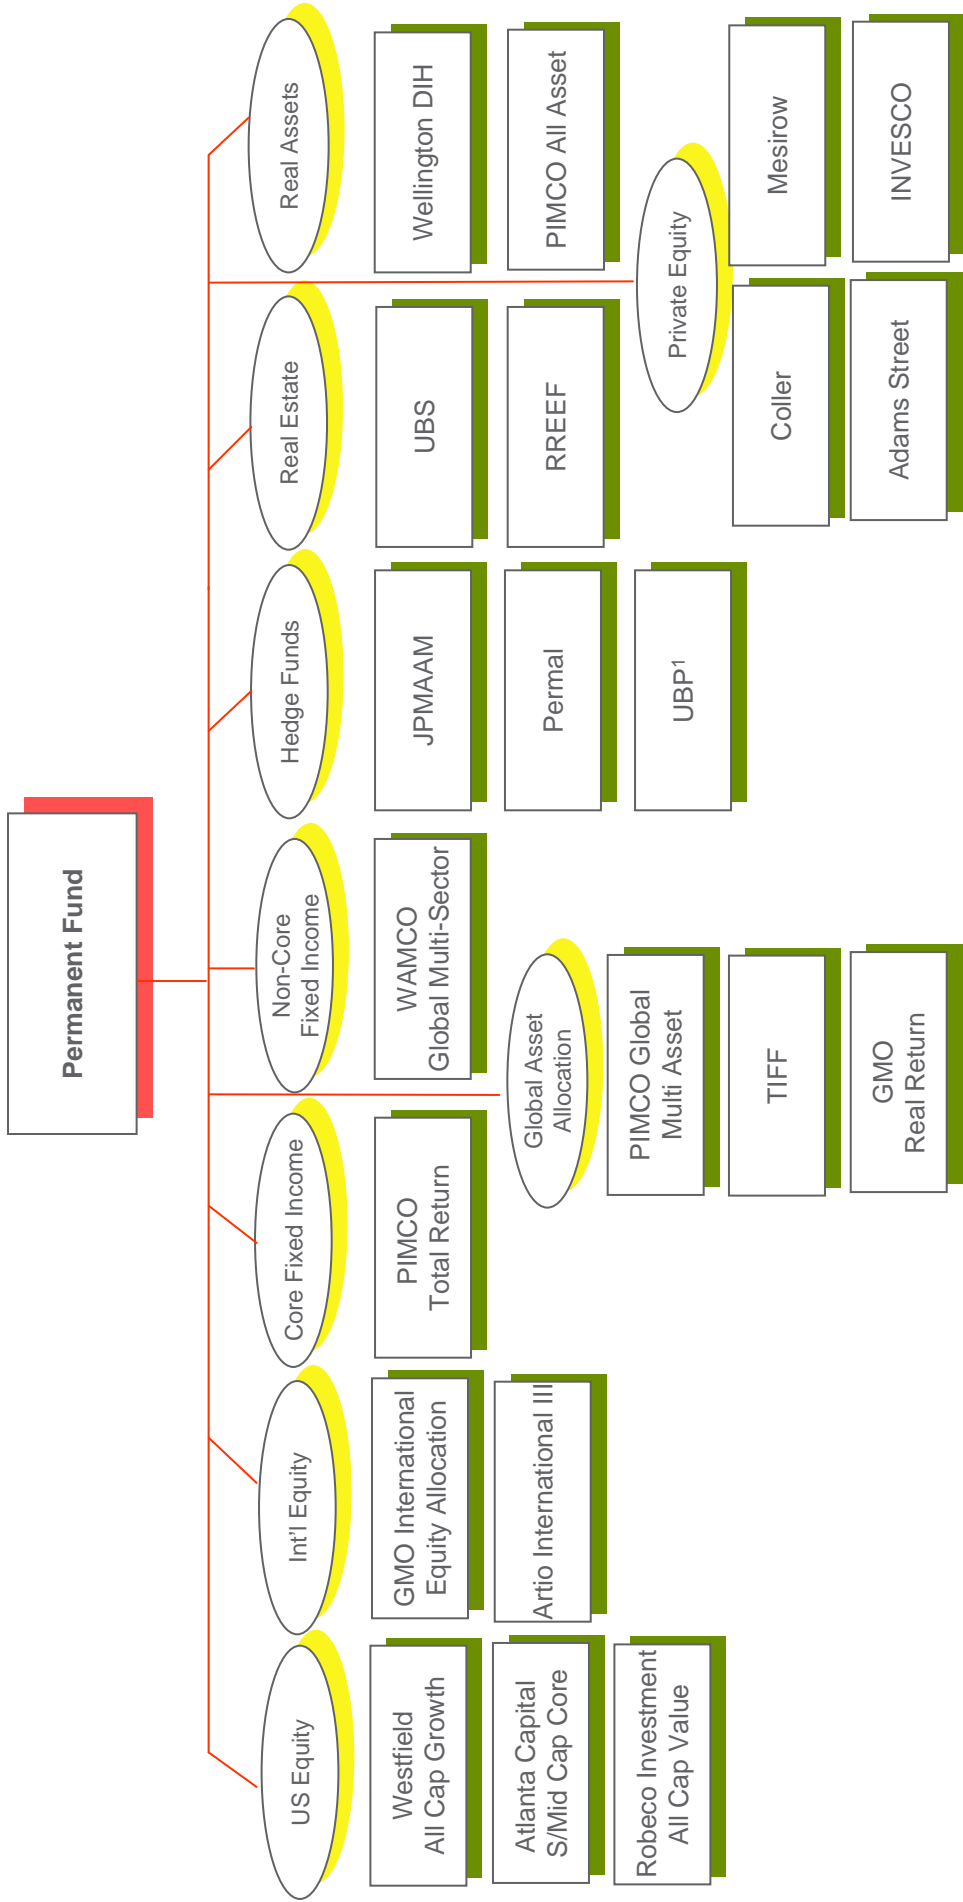 Permanent Fund
US Equity
Westfield
All Cap Growth
Atlanta Capital
S/Mid Cap Core
Robeco Investment
All Cap Value
Int'l Equity
GMO International
Equity Allocation
Artio International III
Core Fixed Income
PIMCO
Total Return
Global Asset
Allocation
PIMCO Global
Multi Asset
TIFF
GMO
Real Return
Non-Core
Fixed Income
WAMCO
Global Multi-Sector
Hedge Funds
JPMAAM
Permal
UBP¹
Real Estate
UBS
RREEF
Private Equity
Coller
Mesirow
Adams Street
INVESCO
Real Assets
Wellington DIH
PIMCO All Asset